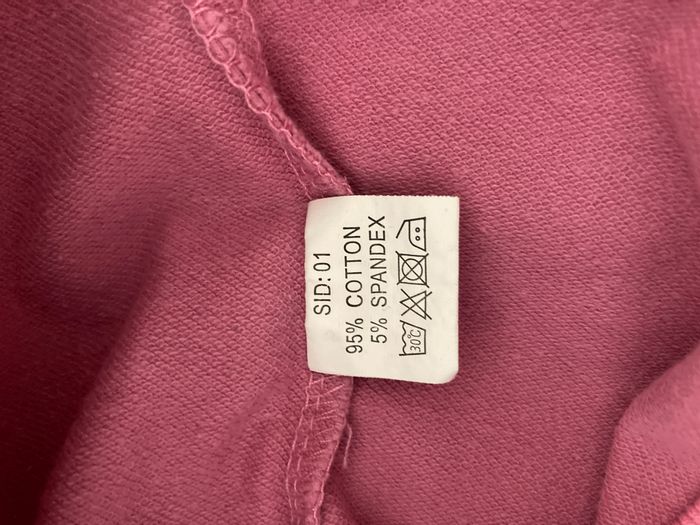 SID: 01
95% COTTON
5% SPANDEX
30°C